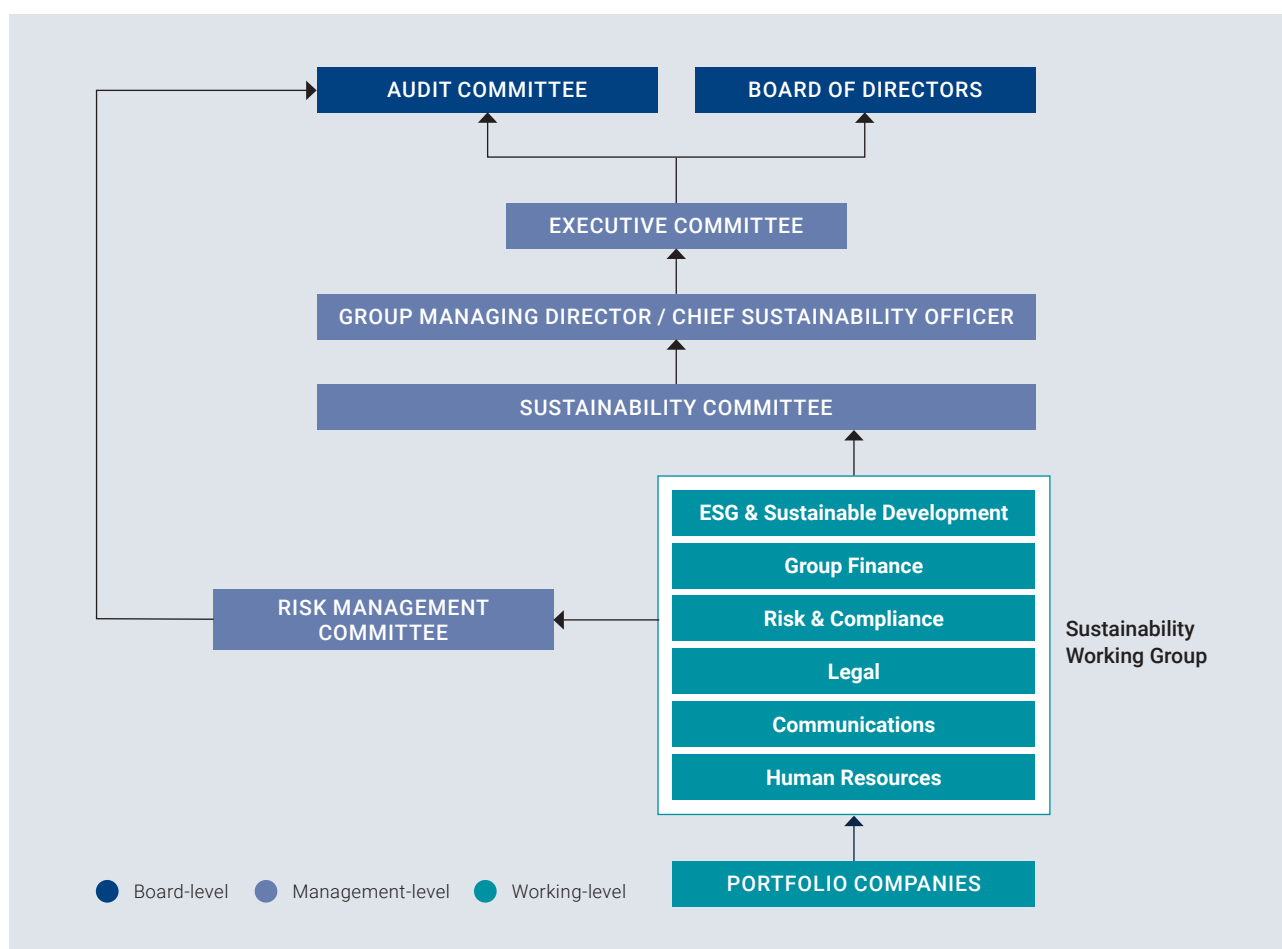 AUDIT COMMITTEE
BOARD OF DIRECTORS
EXECUTIVE COMMITTEE
GROUP MANAGING DIRECTOR / CHIEF SUSTAINABILITY OFFICER
SUSTAINABILITY COMMITTEE
ESG & Sustainable Development
Group Finance
RISK MANAGEMENT
COMMITTEE
Risk & Compliance
Legal
Communications
Human Resources
Sustainability
Working Group
PORTFOLIO COMPANIES
Board-level
Management-level
Working-level